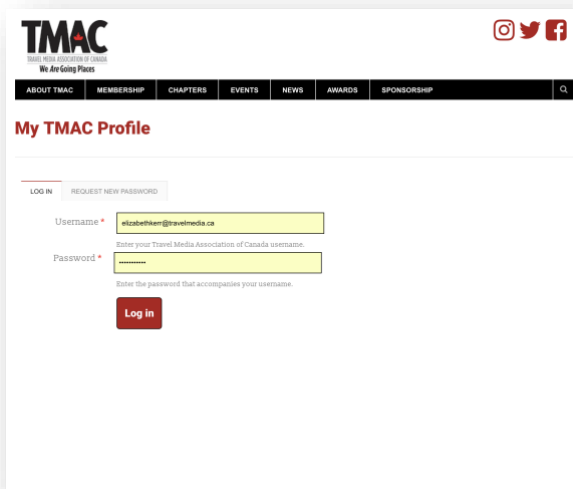 TMAC
TRAVEL MEDIA ASSOCIATION OF CANADA
We Are Going Places
ABOUT TMAC MEMBERSHIP CHAPTERS EVENTS NEWS AWARDS SPONSORSHIP
My TMAC Profile
LOG IN REQUEST NEW PASSWORD
Username * elizabethkerr@travelmedia.ca
Enter your Travel Media Association of Canada username.
Password * •••••••••••
Enter the password that accompanies your username.
Log in